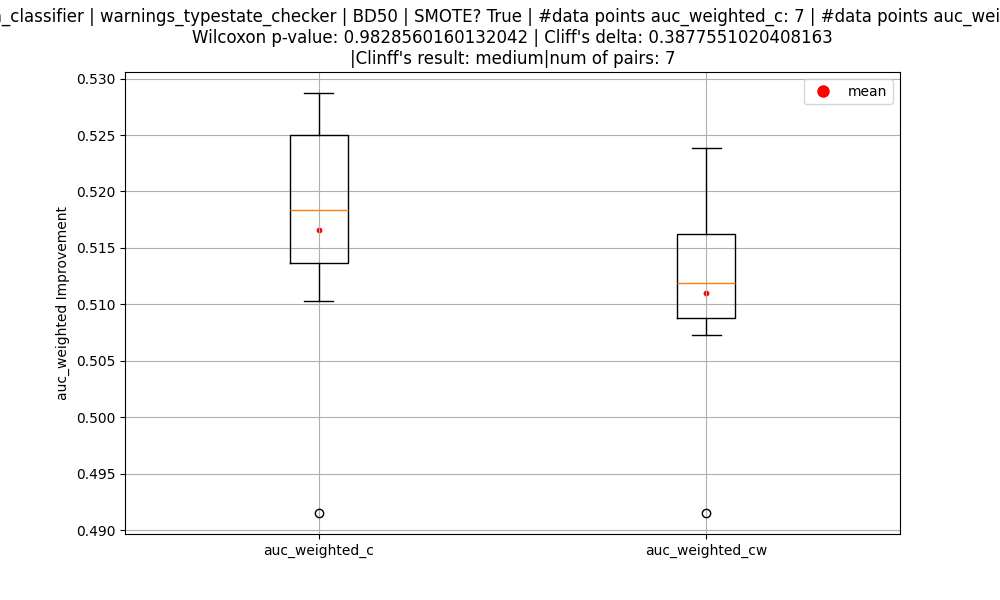 _classifier | warnings_typestate_checker | BD50 | SMOTE? True | #data points auc_weighted_c: 7 | #data points auc_wei
Wilcoxon p-value: 0.9828560160132042 | Cliff's delta: 0.3877551020408163
|Clinff's result: medium|num of pairs: 7
mean
0.530
0.525
0.520
0.515
0.510
0.505
0.500
0.495
0.490
auc_weighted Improvement
auc_weighted_c
auc_weighted_cw